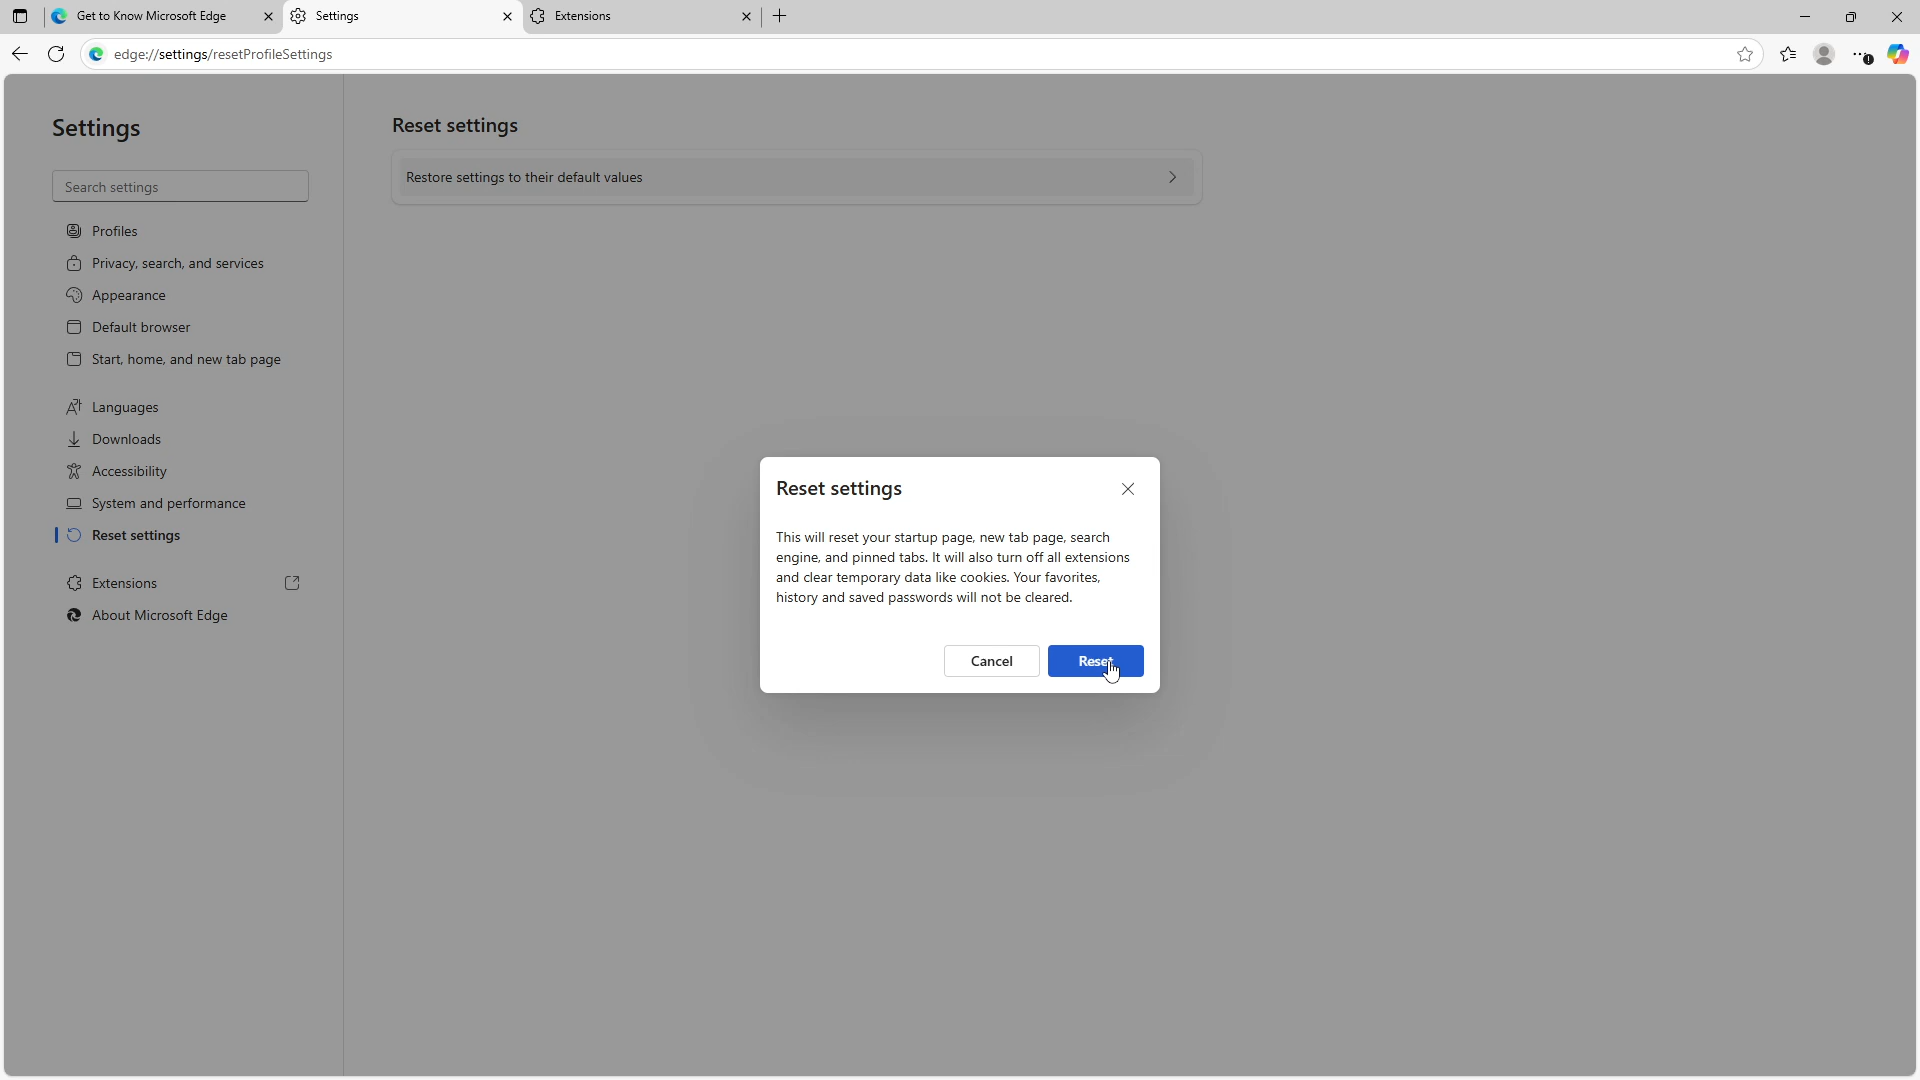 Get to Know Microsoft Edge
Settings
Extensions
edge://settings/resetProfileSettings
Settings
Search settings
Profiles
Privacy, search, and services
Appearance
Default browser
Start, home, and new tab page
Languages
Downloads
Accessibility
System and performance
Reset settings
Extensions
About Microsoft Edge
Reset settings
Restore settings to their default values
Reset settings
This will reset your startup page, new tab page, search
engine, and pinned tabs. It will also turn off all extensions
and clear temporary data like cookies. Your favorites,
history and saved passwords will not be cleared.
Cancel
Reset